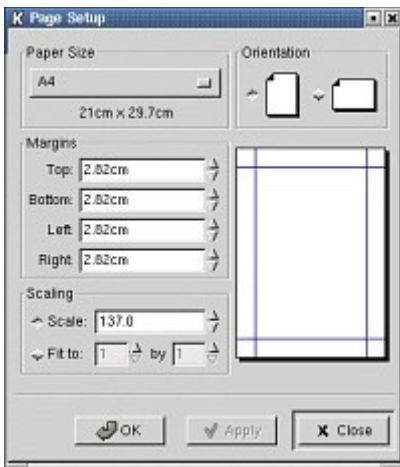 K Page Setup
Paper Size
A4
21cm x 29.7cm
Orientation
Margins
Top: 2.82cm
Bottom: 2.82cm
Left: 2.82cm
Right: 2.82cm
Scaling
Scale: 137.0
Fit to: 1 by 1
OK
Apply
X Close